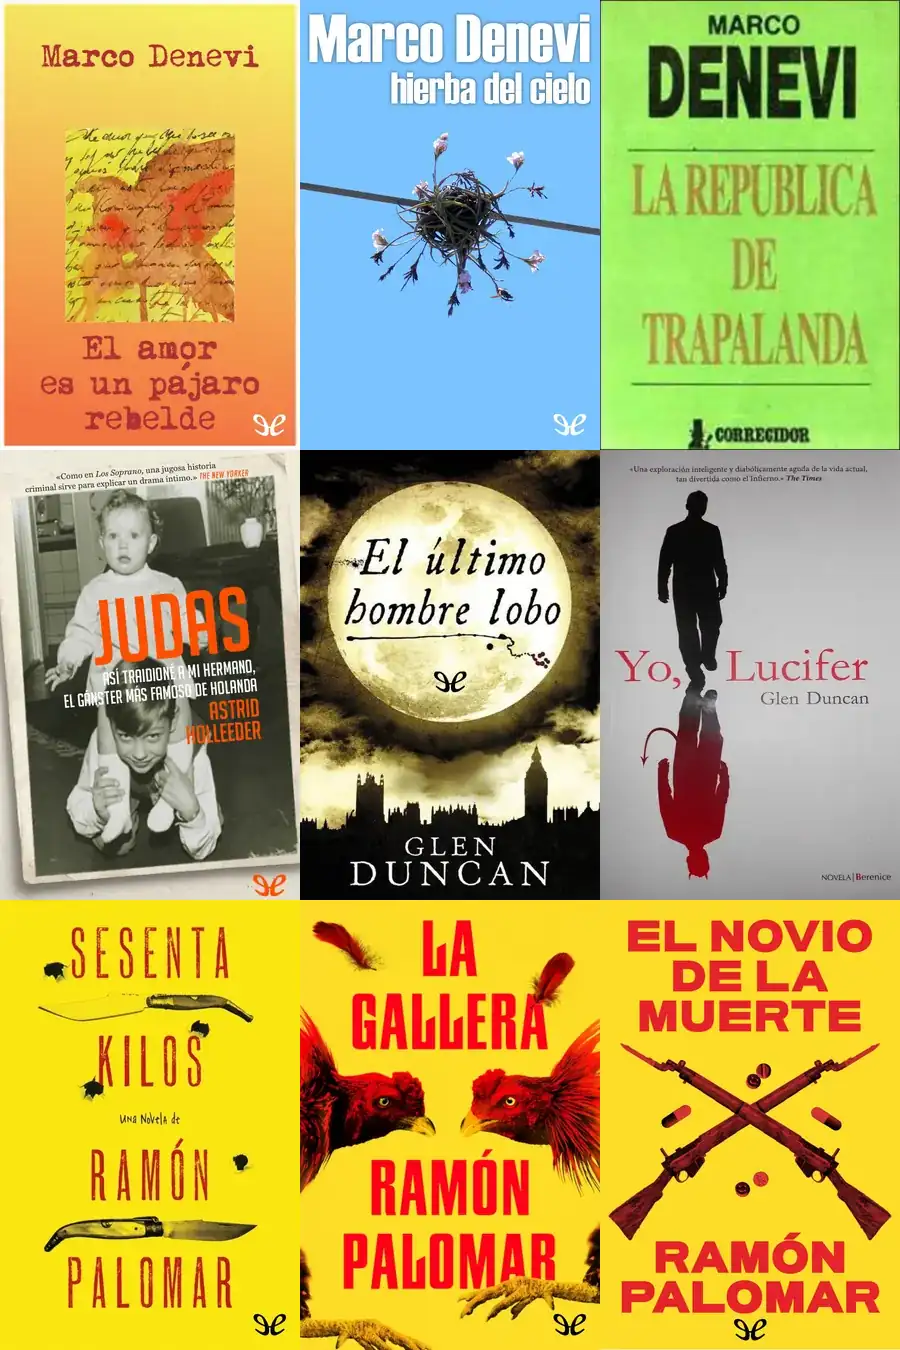 Marco Denevi
El amor
es un pájaro
rebelde
Marco Denevi
hierba del cielo
MARCO
DENEVI
LA REPUBLICA
DE
TRAPALANDA
CORREGIDOR
«Como en Los Soprano, una jugosa historia
criminal sirve para explicar un drama íntimo.» THE NEW YORKER
JUDAS
ASÍ TRAICIONÉ A MI HERMANO,
EL GÁNSTER MÁS FAMOSO DE HOLANDA
ASTRID
HOLLEEDER
El último
hombre lobo
GLEN
DUNCAN
«Una exploración inteligente y diabólicamente aguda de la vida actual,
tan divertida como el Infierno.» The Times
Yo, Lucifer
Glen Duncan
NOVELA | Berenice
SESENTA
KILOS
una Novela de
RAMÓN
PALOMAR
LA
GALLERA
RAMÓN
PALOMAR
EL NOVIO
DE LA
MUERTE
RAMÓN
PALOMAR